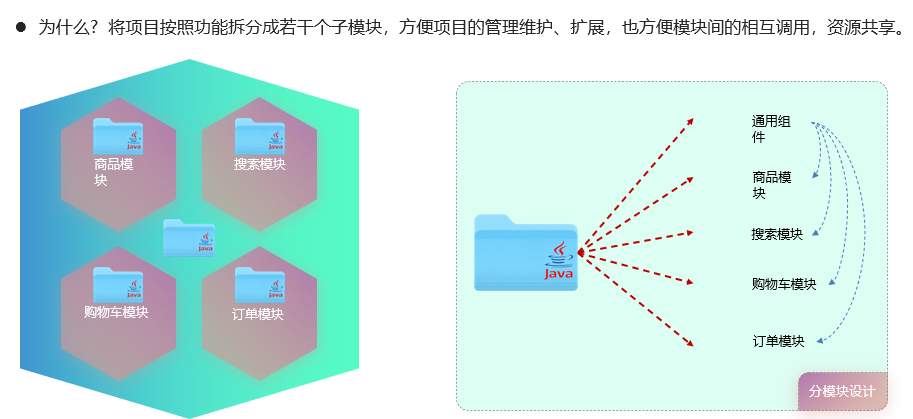 为什么？将项目按照功能拆分成若干个子模块，方便项目的管理维护、扩展，也方便模块间的相互调用，资源共享。
Java
商品模
块
Java
搜索模块
Java
Java
购物车模块
Java
订单模块
Java
通用组
件
商品模
块
搜索模块
购物车模块
订单模块
分模块设计